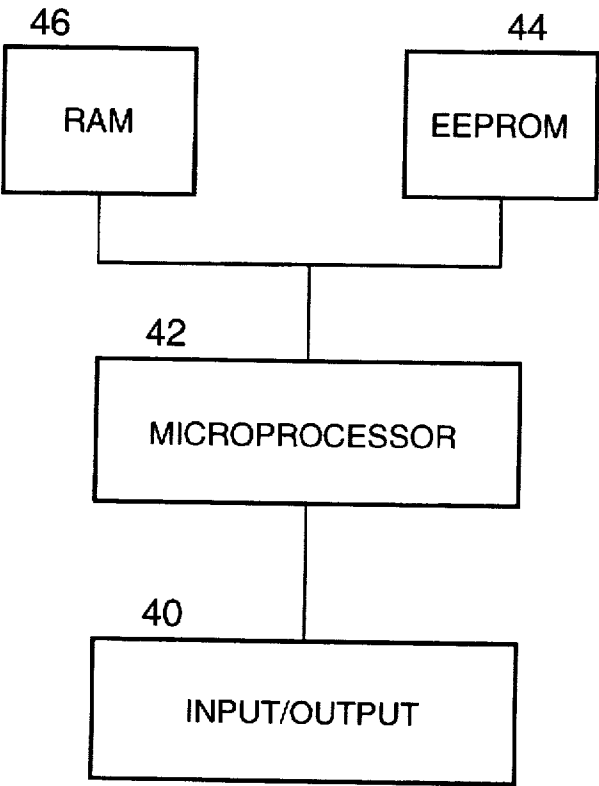 46
44
RAM
EEPROM
42
MICROPROCESSOR
40
INPUT/OUTPUT